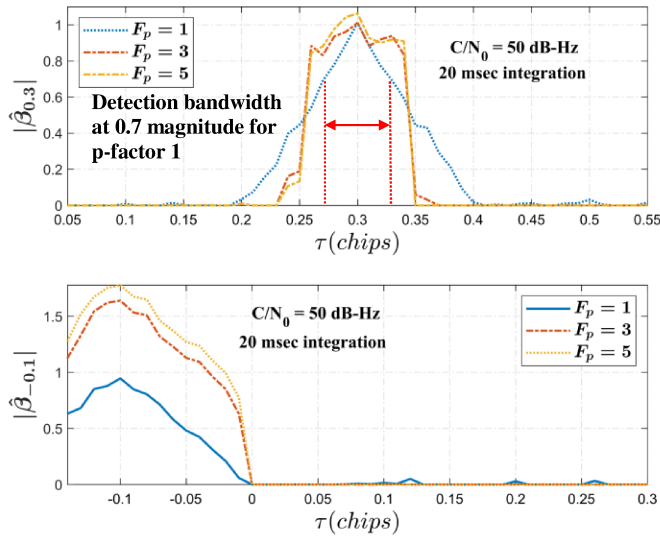 1
0.8
0.6
0.4
0.2
0
|β̂0.3|
Fp = 1
Fp = 3
Fp = 5
C/N0 = 50 dB-Hz
20 msec integration
Detection bandwidth
at 0.7 magnitude for
p-factor 1
0.05 0.1 0.15 0.2 0.25 0.3 0.35 0.4 0.45 0.5 0.55
τ(chips)
1.5
1
0.5
0
|β̂−0.1|
C/N0 = 50 dB-Hz
20 msec integration
Fp = 1
Fp = 3
Fp = 5
-0.1 -0.05 0 0.05 0.1 0.15 0.2 0.25 0.3
τ(chips)